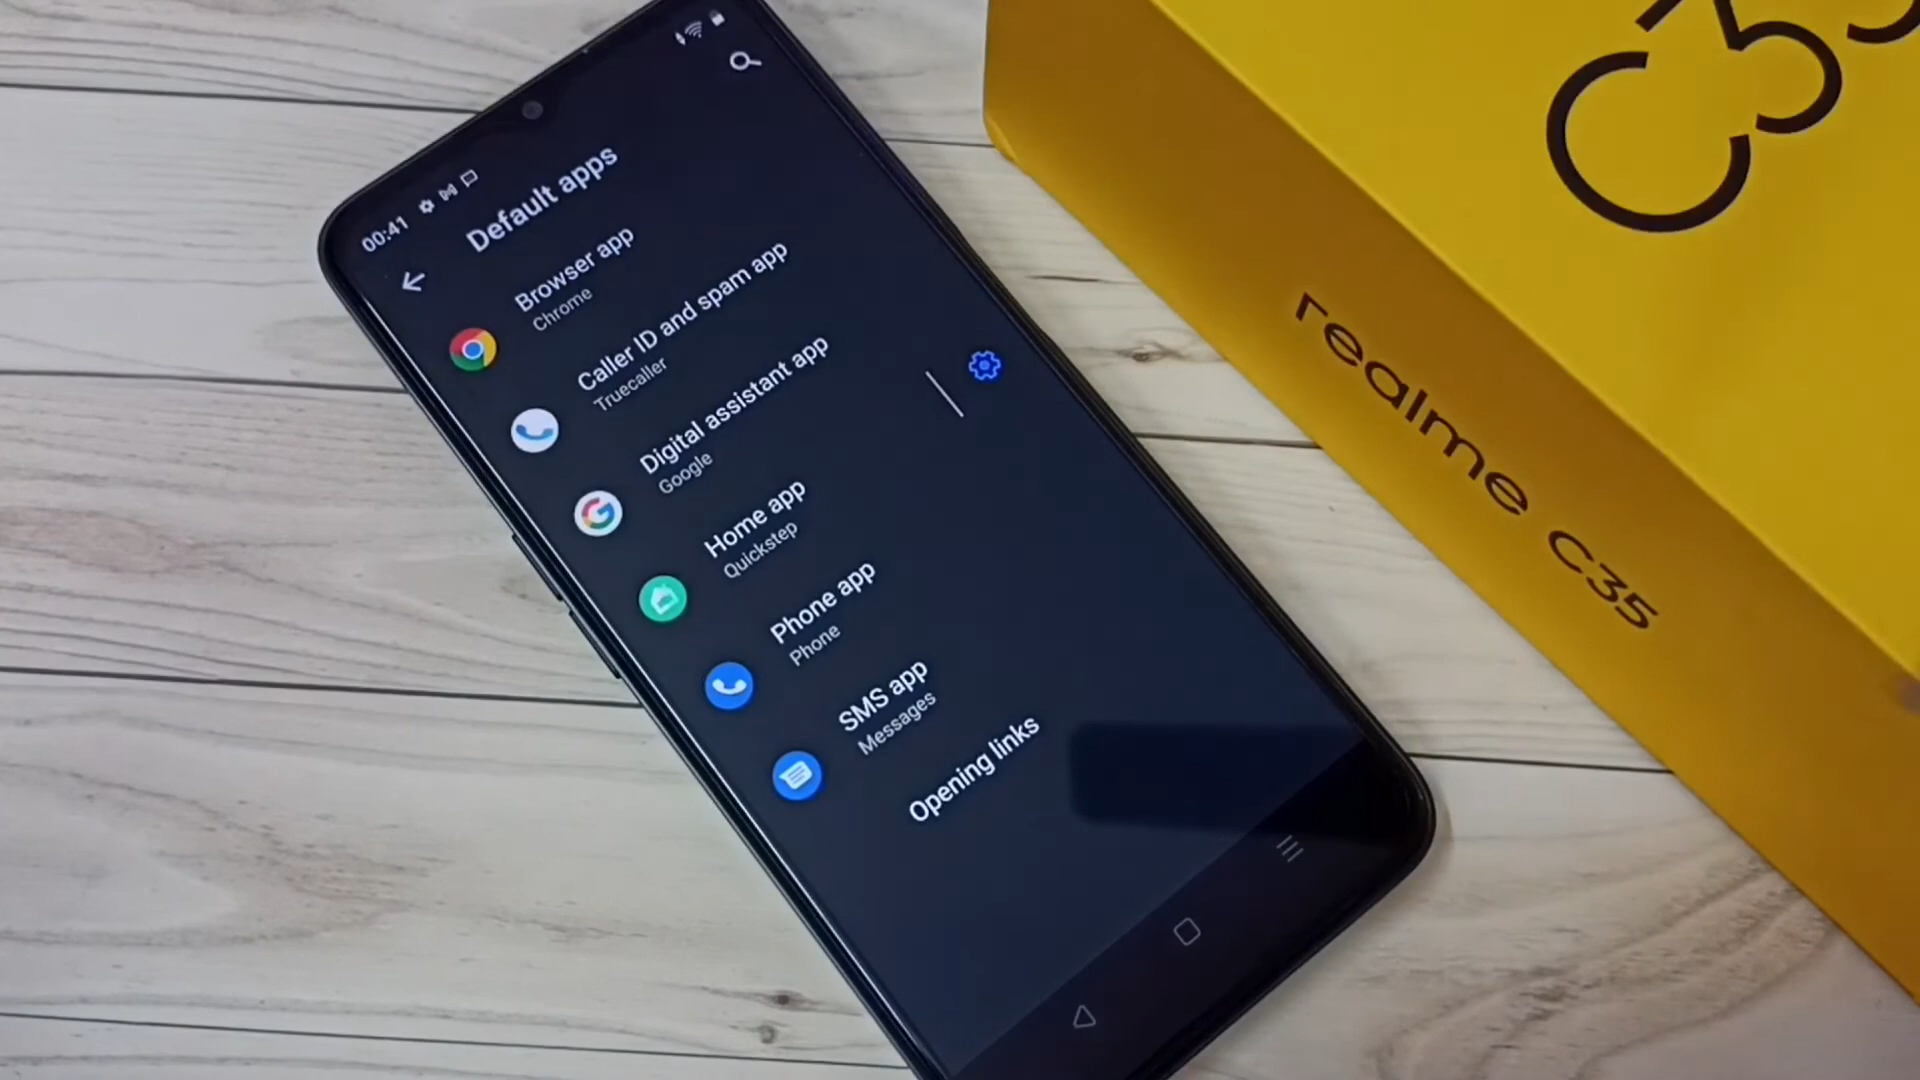 00:41
Default apps
Browser app
Chrome
Caller ID and spam app
Truecaller
Digital assistant app
Google
Home app
Quickstep
Phone app
Phone
SMS app
Messages
Opening links
C35
realme C35